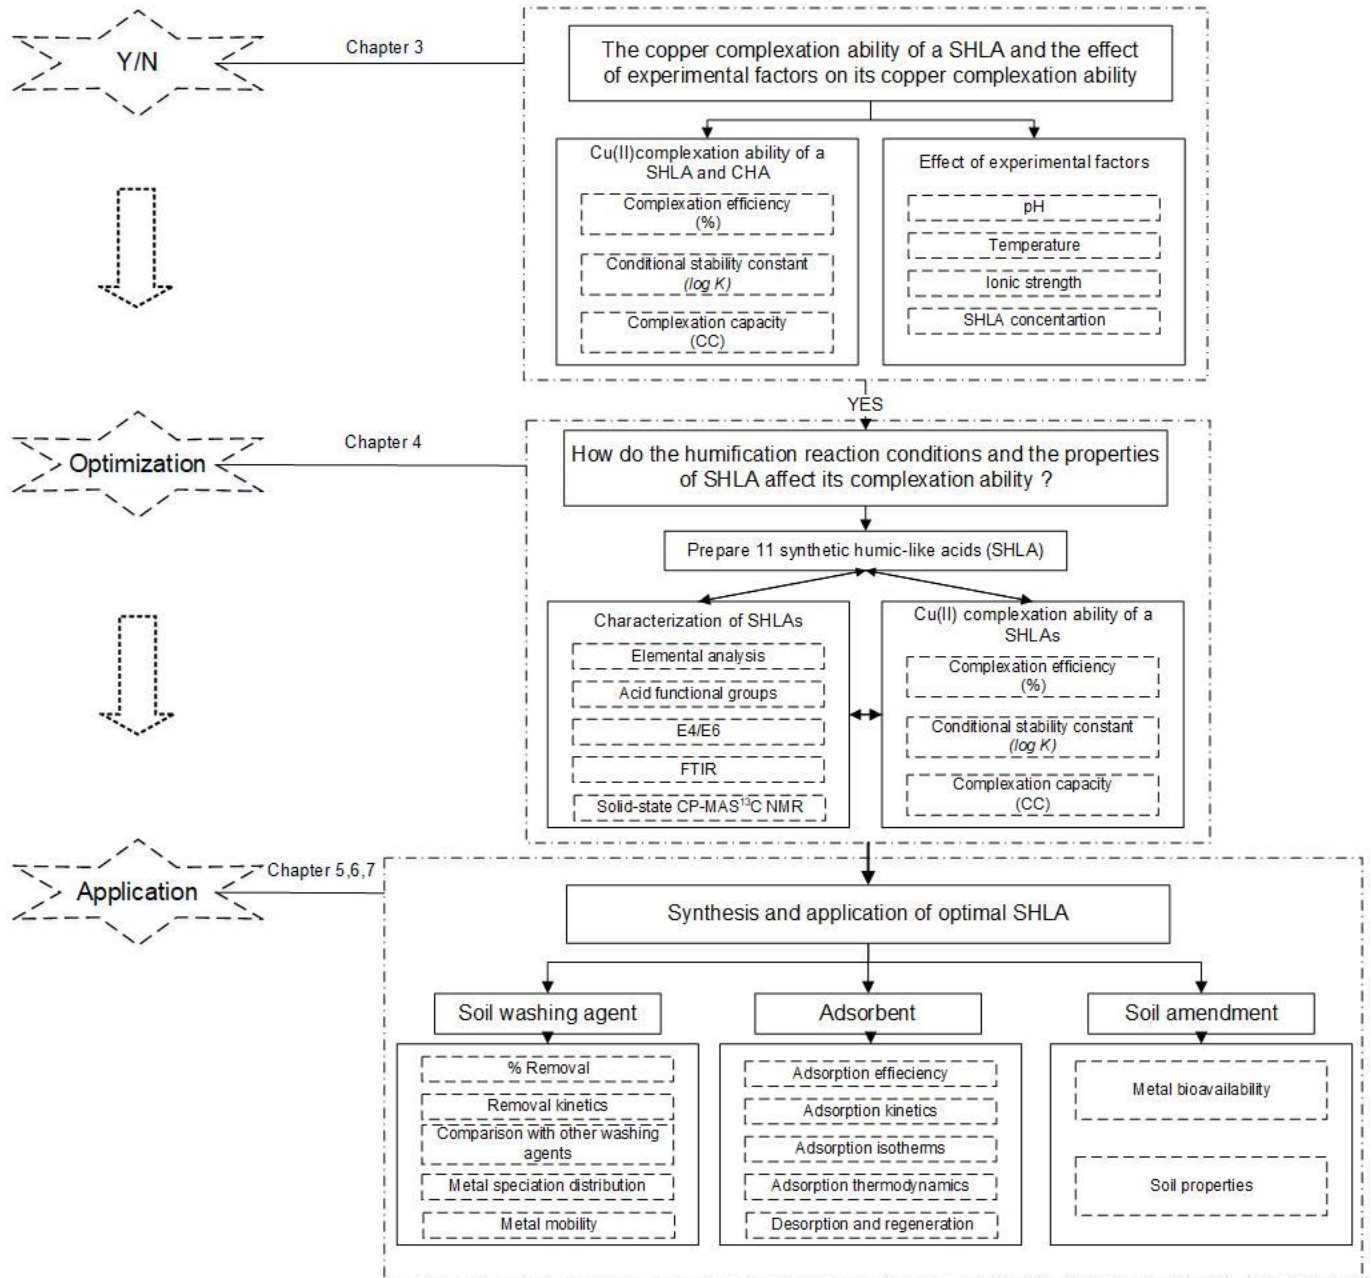 Y/N
Chapter 3
The copper complexation ability of a SHLA and the effect
of experimental factors on its copper complexation ability
Cu(II)complexation ability of a
SHLA and CHA
Complexation efficiency
(%)
Conditional stability constant
(log K)
Complexation capacity
(CC)
Effect of experimental factors
pH
Temperature
Ionic strength
SHLA concentartion
YES
Optimization
Chapter 4
How do the humification reaction conditions and the properties
of SHLA affect its complexation ability ?
Prepare 11 synthetic humic-like acids (SHLA)
Characterization of SHLAs
Elemental analysis
Acid functional groups
E4/E6
FTIR
Solid-state CP-MAS¹³C NMR
Cu(II) complexation ability of a
SHLAs
Complexation efficiency
(%)
Conditional stability constant
(log K)
Complexation capacity
(CC)
Application
Chapter 5,6,7
Synthesis and application of optimal SHLA
Soil washing agent
% Removal
Removal kinetics
Comparison with other washing
agents
Metal speciation distribution
Metal mobility
Adsorbent
Adsorption effieciency
Adsorption kinetics
Adsorption isotherms
Adsorption thermodynamics
Desorption and regeneration
Soil amendment
Metal bioavailability
Soil properties